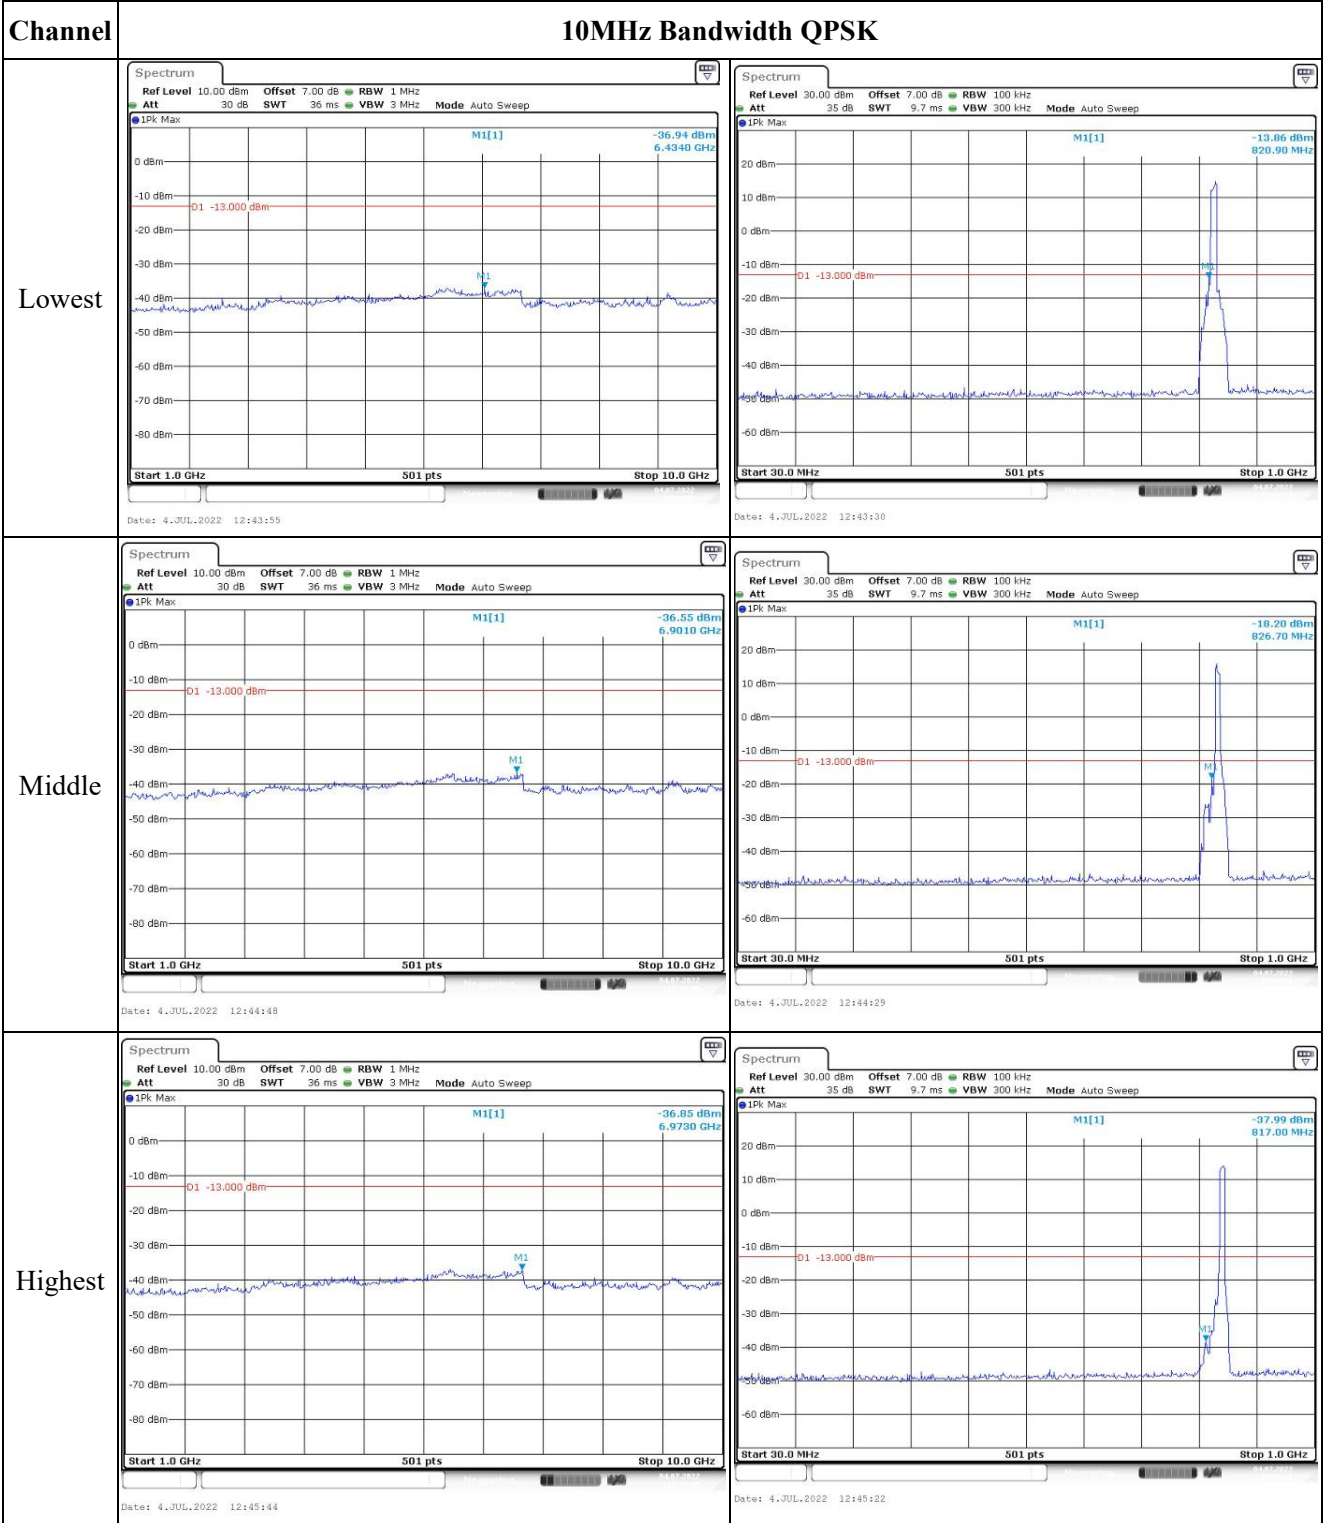 Channel 10MHz Bandwidth QPSK
Lowest
Spectrum
Ref Level 10.00 dBm Offset 7.00 dB RBW 1 MHz
Att 30 dB SWT 36 ms VBW 3 MHz Mode Auto Sweep
1Pk Max
M1[1] -36.94 dBm
6.4340 GHz
0 dBm
-10 dBm
D1 -13.000 dBm
-20 dBm
-30 dBm
M1
-40 dBm
-50 dBm
-60 dBm
-70 dBm
-80 dBm
Start 1.0 GHz 501 pts Stop 10.0 GHz
Date: 4.JUL.2022 12:43:55
Spectrum
Ref Level 30.00 dBm Offset 7.00 dB RBW 100 kHz
Att 35 dB SWT 9.7 ms VBW 300 kHz Mode Auto Sweep
1Pk Max
M1[1] -13.86 dBm
820.90 MHz
20 dBm
10 dBm
0 dBm
-10 dBm
M1
D1 -13.000 dBm
-20 dBm
-30 dBm
-40 dBm
-50 dBm
-60 dBm
Start 30.0 MHz 501 pts Stop 1.0 GHz
Date: 4.JUL.2022 12:43:30
Middle
Spectrum
Ref Level 10.00 dBm Offset 7.00 dB RBW 1 MHz
Att 30 dB SWT 36 ms VBW 3 MHz Mode Auto Sweep
1Pk Max
M1[1] -36.55 dBm
6.9010 GHz
0 dBm
-10 dBm
D1 -13.000 dBm
-20 dBm
-30 dBm
M1
-40 dBm
-50 dBm
-60 dBm
-70 dBm
-80 dBm
Start 1.0 GHz 501 pts Stop 10.0 GHz
Date: 4.JUL.2022 12:44:48
Spectrum
Ref Level 30.00 dBm Offset 7.00 dB RBW 100 kHz
Att 35 dB SWT 9.7 ms VBW 300 kHz Mode Auto Sweep
1Pk Max
M1[1] -18.20 dBm
826.70 MHz
20 dBm
10 dBm
0 dBm
-10 dBm
D1 -13.000 dBm
M1
-20 dBm
-30 dBm
-40 dBm
-50 dBm
-60 dBm
Start 30.0 MHz 501 pts Stop 1.0 GHz
Date: 4.JUL.2022 12:44:29
Highest
Spectrum
Ref Level 10.00 dBm Offset 7.00 dB RBW 1 MHz
Att 30 dB SWT 36 ms VBW 3 MHz Mode Auto Sweep
1Pk Max
M1[1] -36.85 dBm
6.9730 GHz
0 dBm
-10 dBm
D1 -13.000 dBm
-20 dBm
-30 dBm
M1
-40 dBm
-50 dBm
-60 dBm
-70 dBm
-80 dBm
Start 1.0 GHz 501 pts Stop 10.0 GHz
Date: 4.JUL.2022 12:45:44
Spectrum
Ref Level 30.00 dBm Offset 7.00 dB RBW 100 kHz
Att 35 dB SWT 9.7 ms VBW 300 kHz Mode Auto Sweep
1Pk Max
M1[1] -37.99 dBm
817.00 MHz
20 dBm
10 dBm
0 dBm
-10 dBm
D1 -13.000 dBm
-20 dBm
-30 dBm
M1
-40 dBm
-50 dBm
-60 dBm
Start 30.0 MHz 501 pts Stop 1.0 GHz
Date: 4.JUL.2022 12:45:22